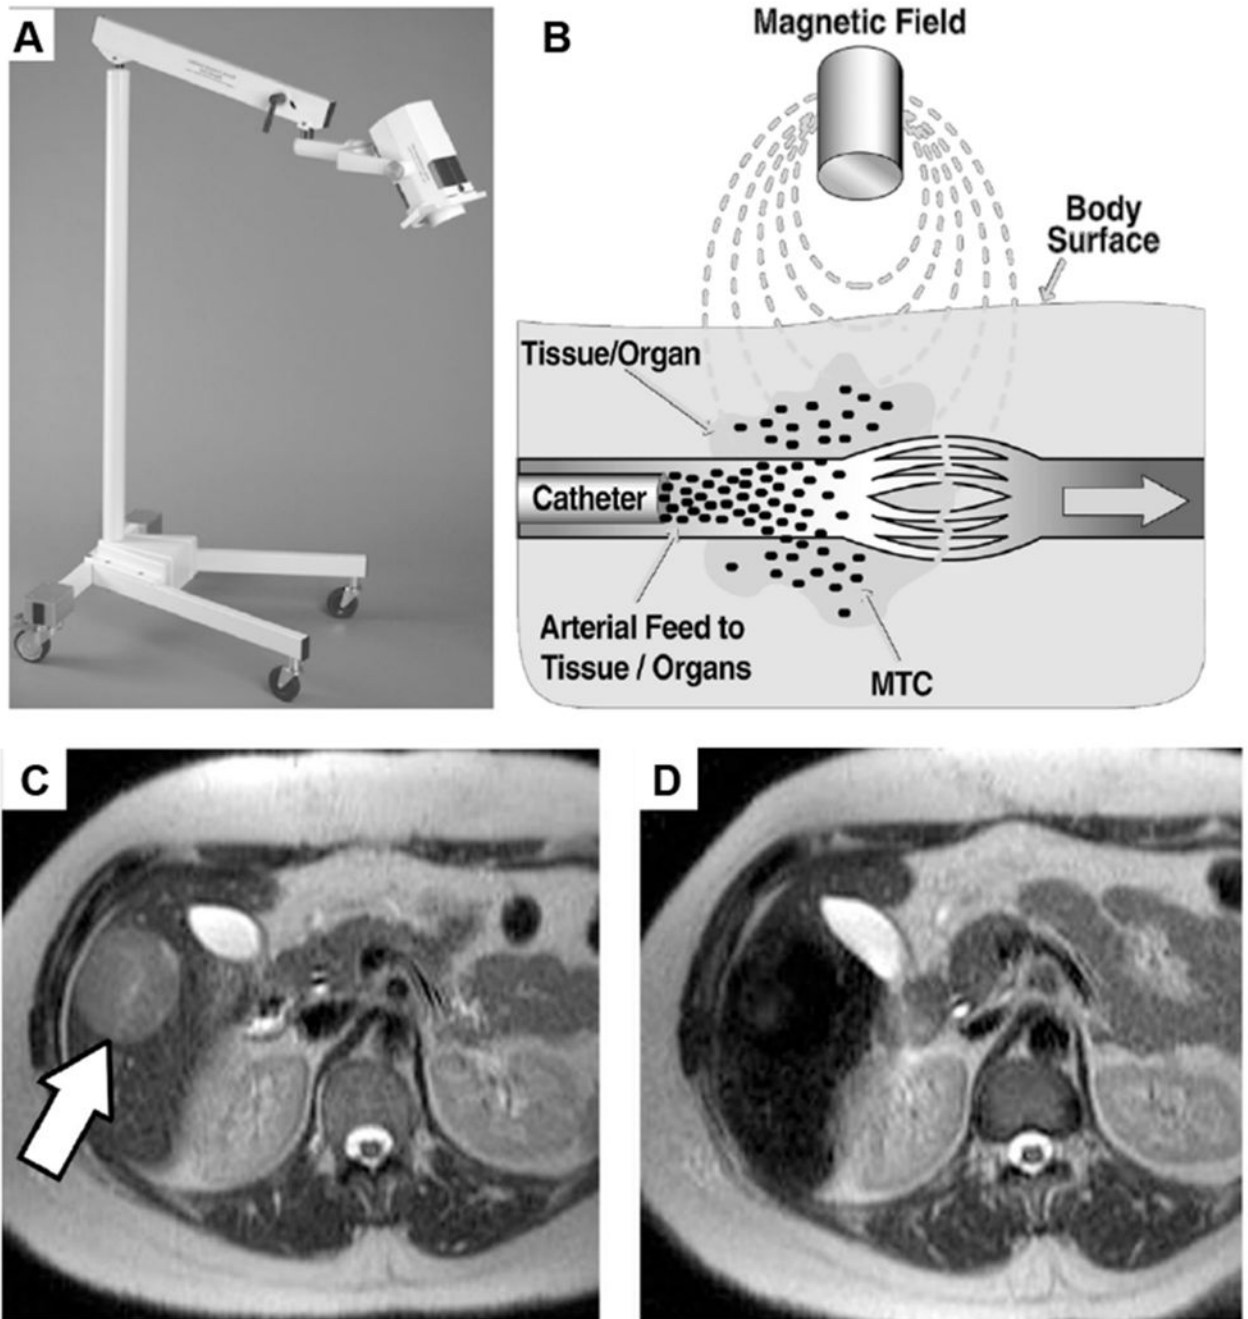 A
B
Magnetic Field
Body
Surface
Tissue/Organ
Catheter
Arterial Feed to
Tissue / Organs
MTC
C
D